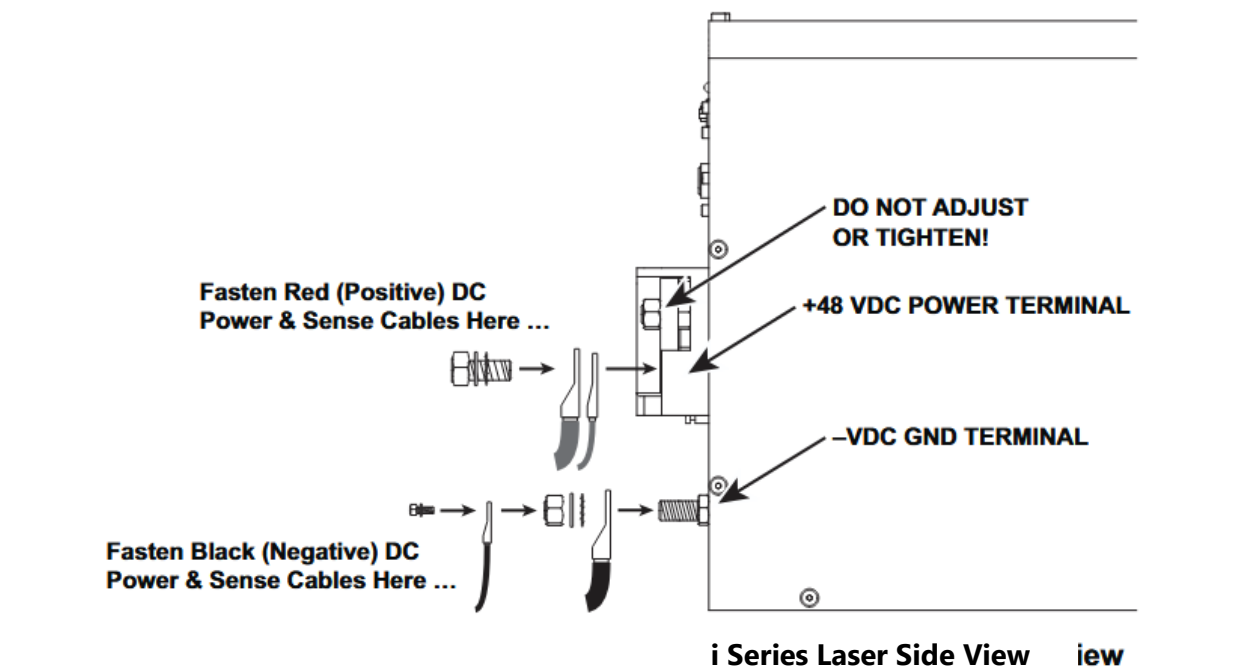 DO NOT ADJUST
OR TIGHTEN!
Fasten Red (Positive) DC
Power & Sense Cables Here ...
+48 VDC POWER TERMINAL
–VDC GND TERMINAL
Fasten Black (Negative) DC
Power & Sense Cables Here ...
i Series Laser Side View iew